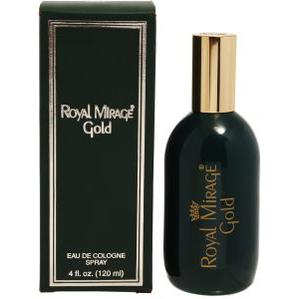 ROYAL MIRAGE®
Gold
EAU DE COLOGNE
SPRAY
4 fl. oz. (120 ml)
ROYAL MIRAGE
Gold